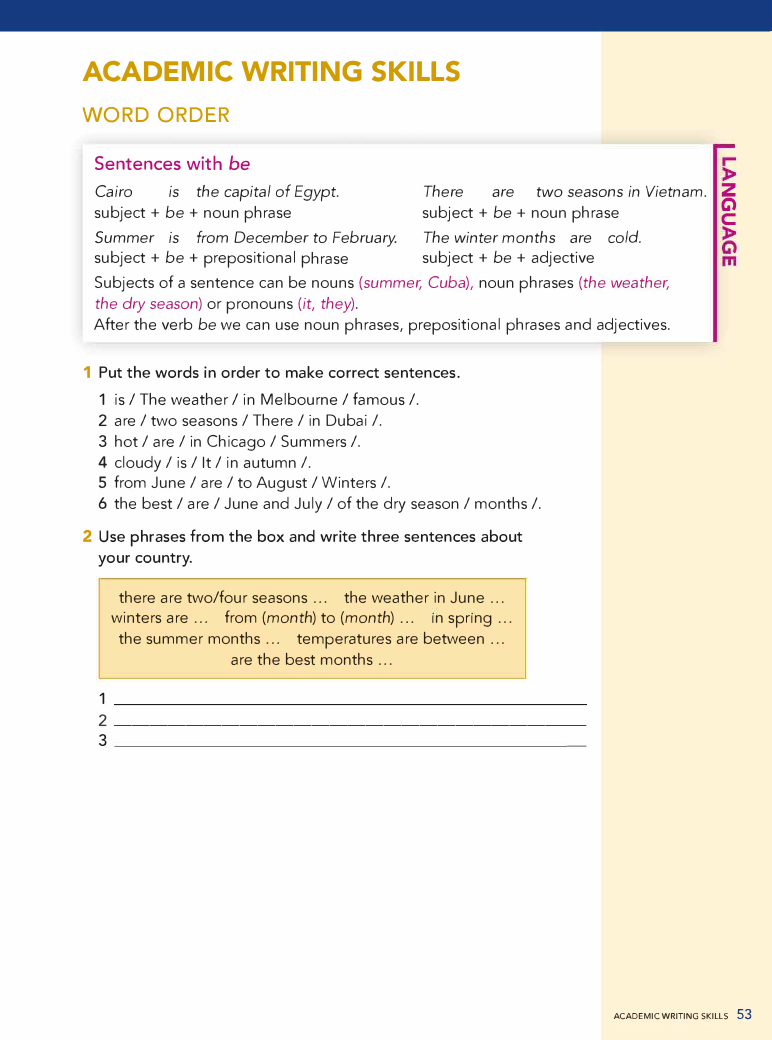 ACADEMIC WRITING SKILLS
WORD ORDER
Sentences with be
Cairo is the capital of Egypt.
subject + be + noun phrase
There are two seasons in Vietnam.
subject + be + noun phrase
Summer is from December to February.
subject + be + prepositional phrase
The winter months are cold.
subject + be + adjective
Subjects of a sentence can be nouns (summer, Cuba), noun phrases (the weather,
the dry season) or pronouns (it, they).
After the verb be we can use noun phrases, prepositional phrases and adjectives.
LANGUAGE
1 Put the words in order to make correct sentences.
1 is / The weather / in Melbourne / famous /.
2 are / two seasons / There / in Dubai /.
3 hot / are / in Chicago / Summers /.
4 cloudy / is / It / in autumn /.
5 from June / are / to August / Winters /.
6 the best / are / June and July / of the dry season / months /.
2 Use phrases from the box and write three sentences about
your country.
there are two/four seasons … the weather in June …
winters are … from (month) to (month) … in spring …
the summer months … temperatures are between …
are the best months …
1
2
3
ACADEMIC WRITING SKILLS 53